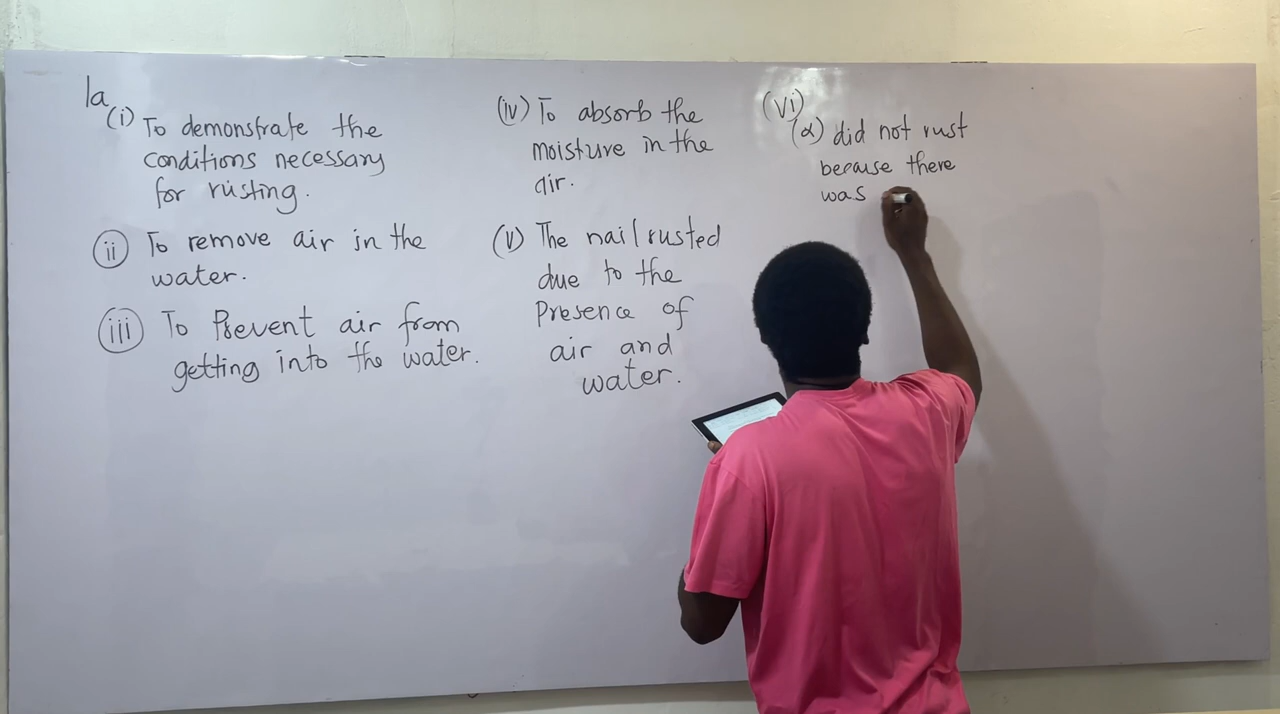 1a
(i) To demonstrate the
conditions necessary
for rusting.
(ii) To remove air in the
water.
(iii) To Prevent air from
getting into the water.
(iv) To absorb the
moisture in the
air.
(v) The nail rusted
due to the
Presence of
air and
water.
(vi)
(α) did not rust
because there
was